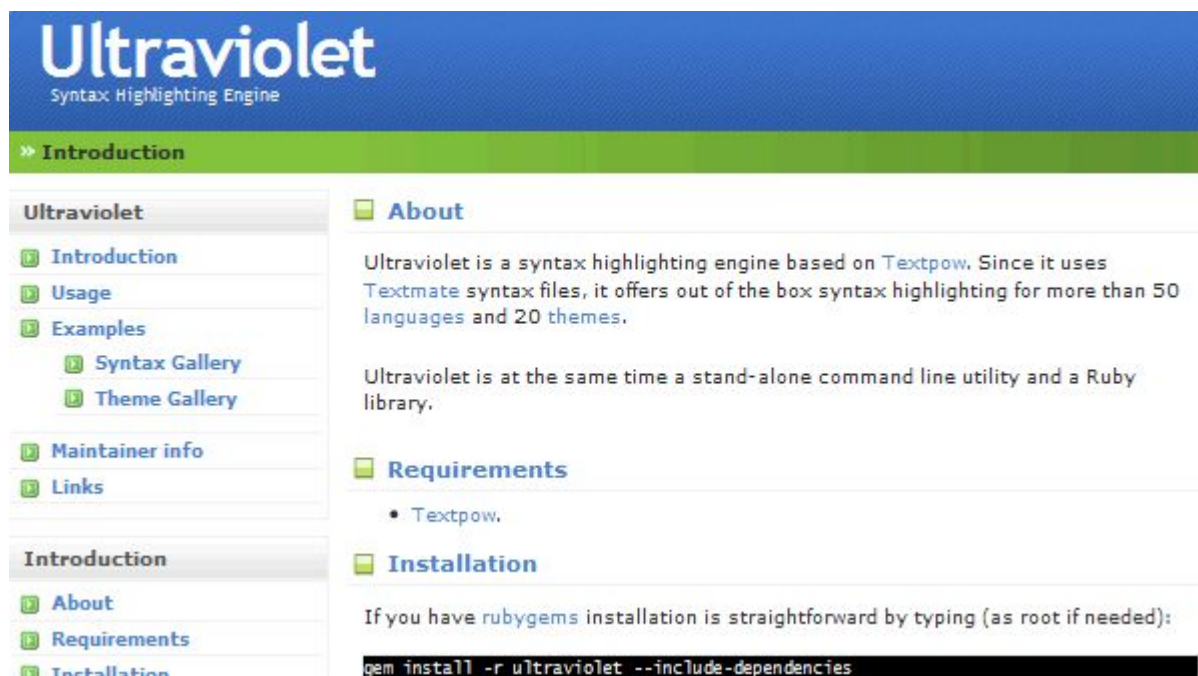 Ultraviolet
Syntax Highlighting Engine
» Introduction
Ultraviolet
Introduction
Usage
Examples
Syntax Gallery
Theme Gallery
Maintainer info
Links
Introduction
About
Requirements
Installation
About
Ultraviolet is a syntax highlighting engine based on Textpow. Since it uses
Textmate syntax files, it offers out of the box syntax highlighting for more than 50
languages and 20 themes.
Ultraviolet is at the same time a stand-alone command line utility and a Ruby
library.
Requirements
• Textpow.
Installation
If you have rubygems installation is straightforward by typing (as root if needed):
gem install -r ultraviolet --include-dependencies